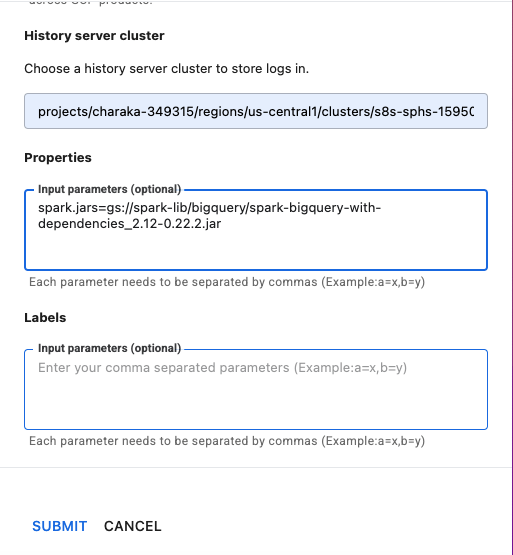 History server cluster
Choose a history server cluster to store logs in.
projects/charaka-349315/regions/us-central1/clusters/s8s-sphs-15950
Properties
Input parameters (optional)
spark.jars=gs://spark-lib/bigquery/spark-bigquery-with-
dependencies_2.12-0.22.2.jar
Each parameter needs to be separated by commas (Example:a=x,b=y)
Labels
Input parameters (optional)
Enter your comma separated parameters (Example:a=x,b=y)
Each parameter needs to be separated by commas (Example:a=x,b=y)
SUBMIT CANCEL